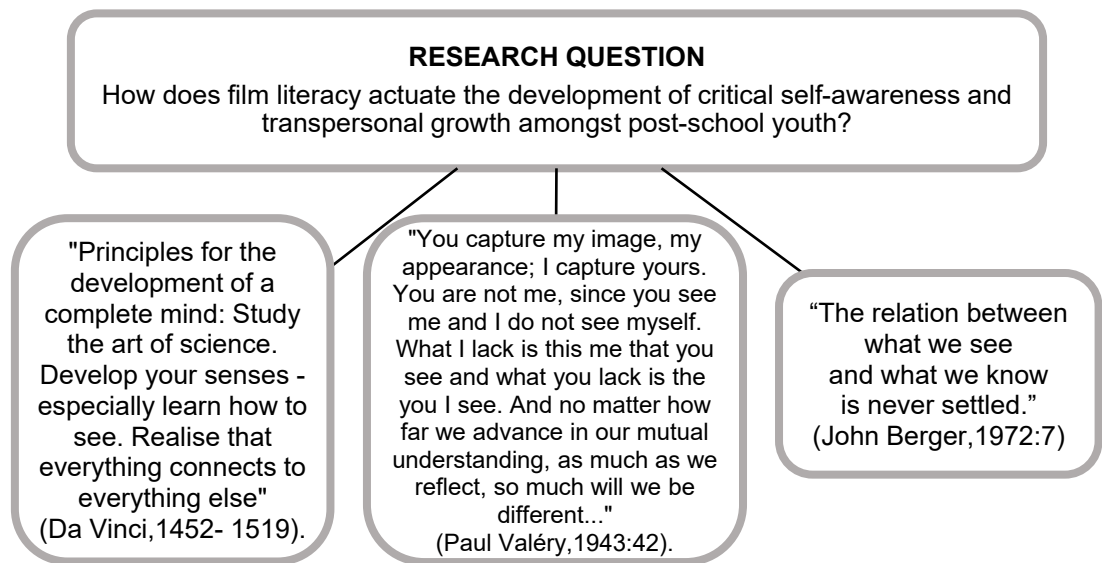 RESEARCH QUESTION
How does film literacy actuate the development of critical self-awareness and
transpersonal growth amongst post-school youth?
"Principles for the
development of a
complete mind: Study
the art of science.
Develop your senses -
especially learn how to
see. Realise that
everything connects to
everything else"
(Da Vinci,1452- 1519).
"You capture my image, my
appearance; I capture yours.
You are not me, since you see
me and I do not see myself.
What I lack is this me that you
see and what you lack is the
you I see. And no matter how
far we advance in our mutual
understanding, as much as we
reflect, so much will we be
different..."
(Paul Valéry,1943:42).
“The relation between
what we see
and what we know
is never settled.”
(John Berger,1972:7)